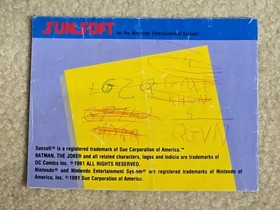 SUNSOFT for the Nintendo Entertainment System®
Sunsoft® is a registered trademark of Sun Corporation of America.™
BATMAN, THE JOKER and all related characters, logos and indicia are trademarks of
DC Comics Inc. ©1991 ALL RIGHTS RESERVED.
Nintendo® and Nintendo Entertainment System® are registered trademarks of Nintendo of
America, Inc. ©1991 Sun Corporation of America.